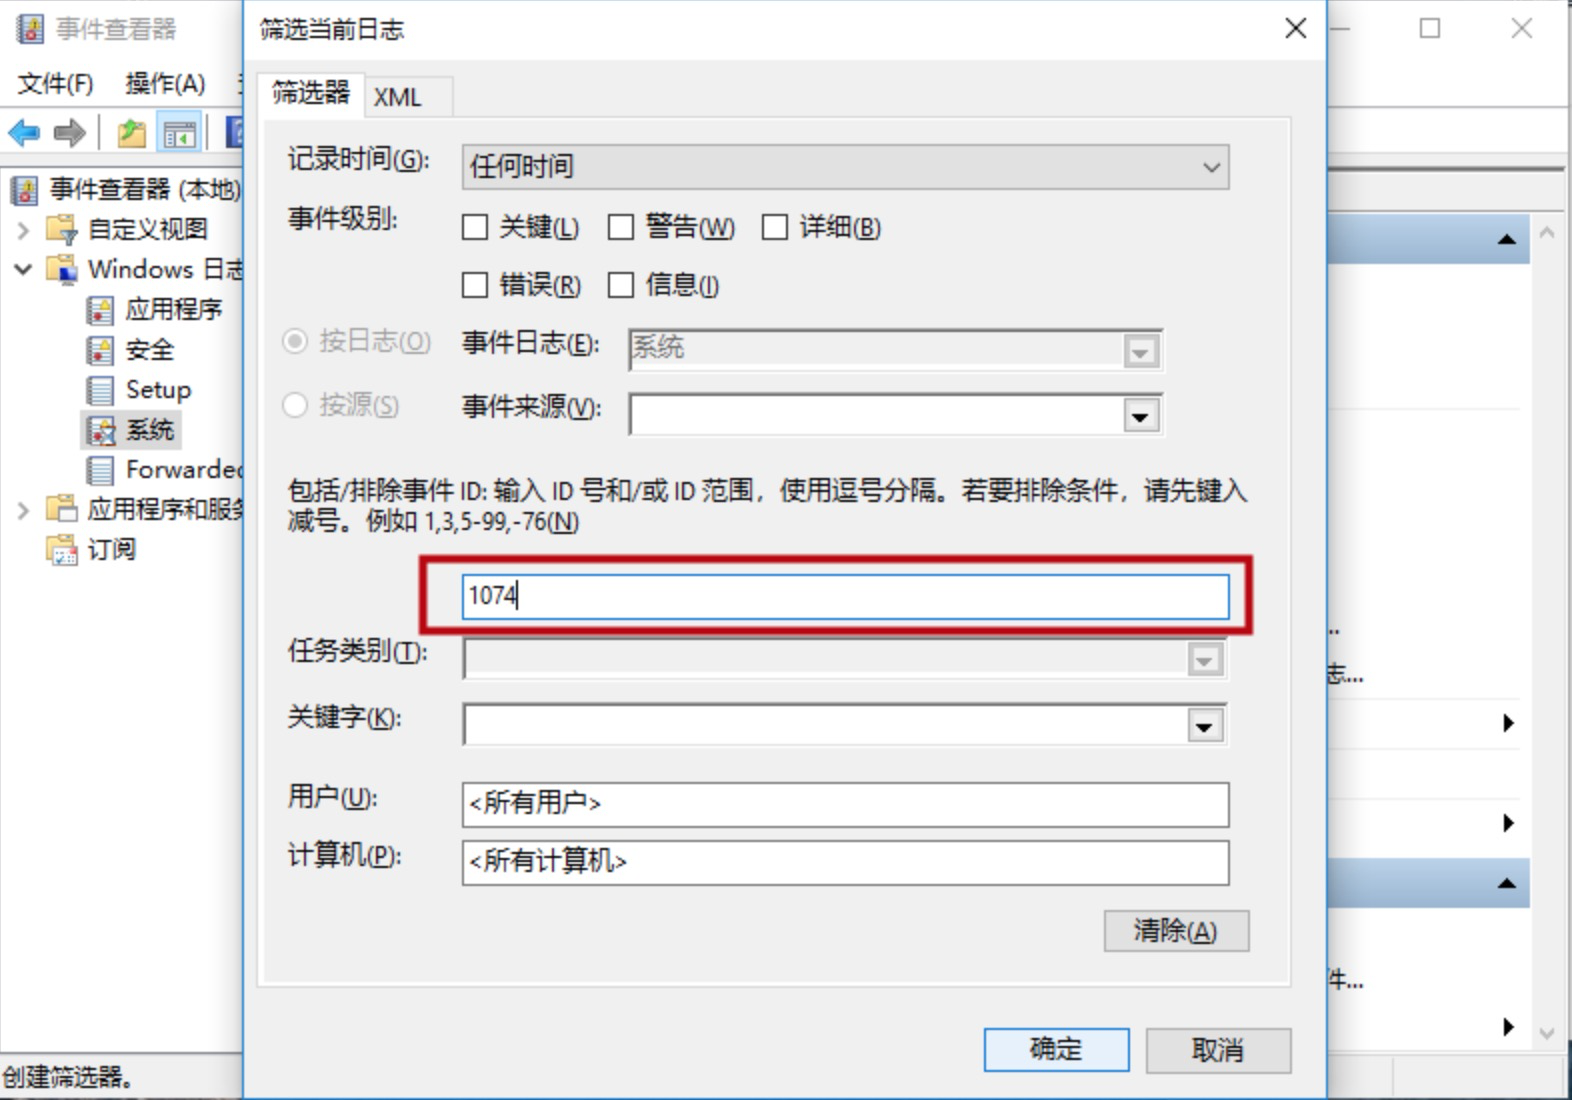 事件查看器
文件(F) 操作(A)
事件查看器 (本地)
自定义视图
Windows 日志
应用程序
安全
Setup
系统
Forwarded
应用程序和服务
订阅
创建筛选器。
筛选当前日志
筛选器 XML
记录时间(G): 任何时间
事件级别: 关键(L) 警告(W) 详细(B)
错误(R) 信息(I)
按日志(O) 事件日志(E): 系统
按源(S) 事件来源(V):
包括/排除事件 ID: 输入 ID 号和/或 ID 范围，使用逗号分隔。若要排除条件，请先键入
减号。例如 1,3,5-99,-76(N)
1074
任务类别(T):
关键字(K):
用户(U): <所有用户>
计算机(P): <所有计算机>
清除(A)
确定 取消
志...
件...